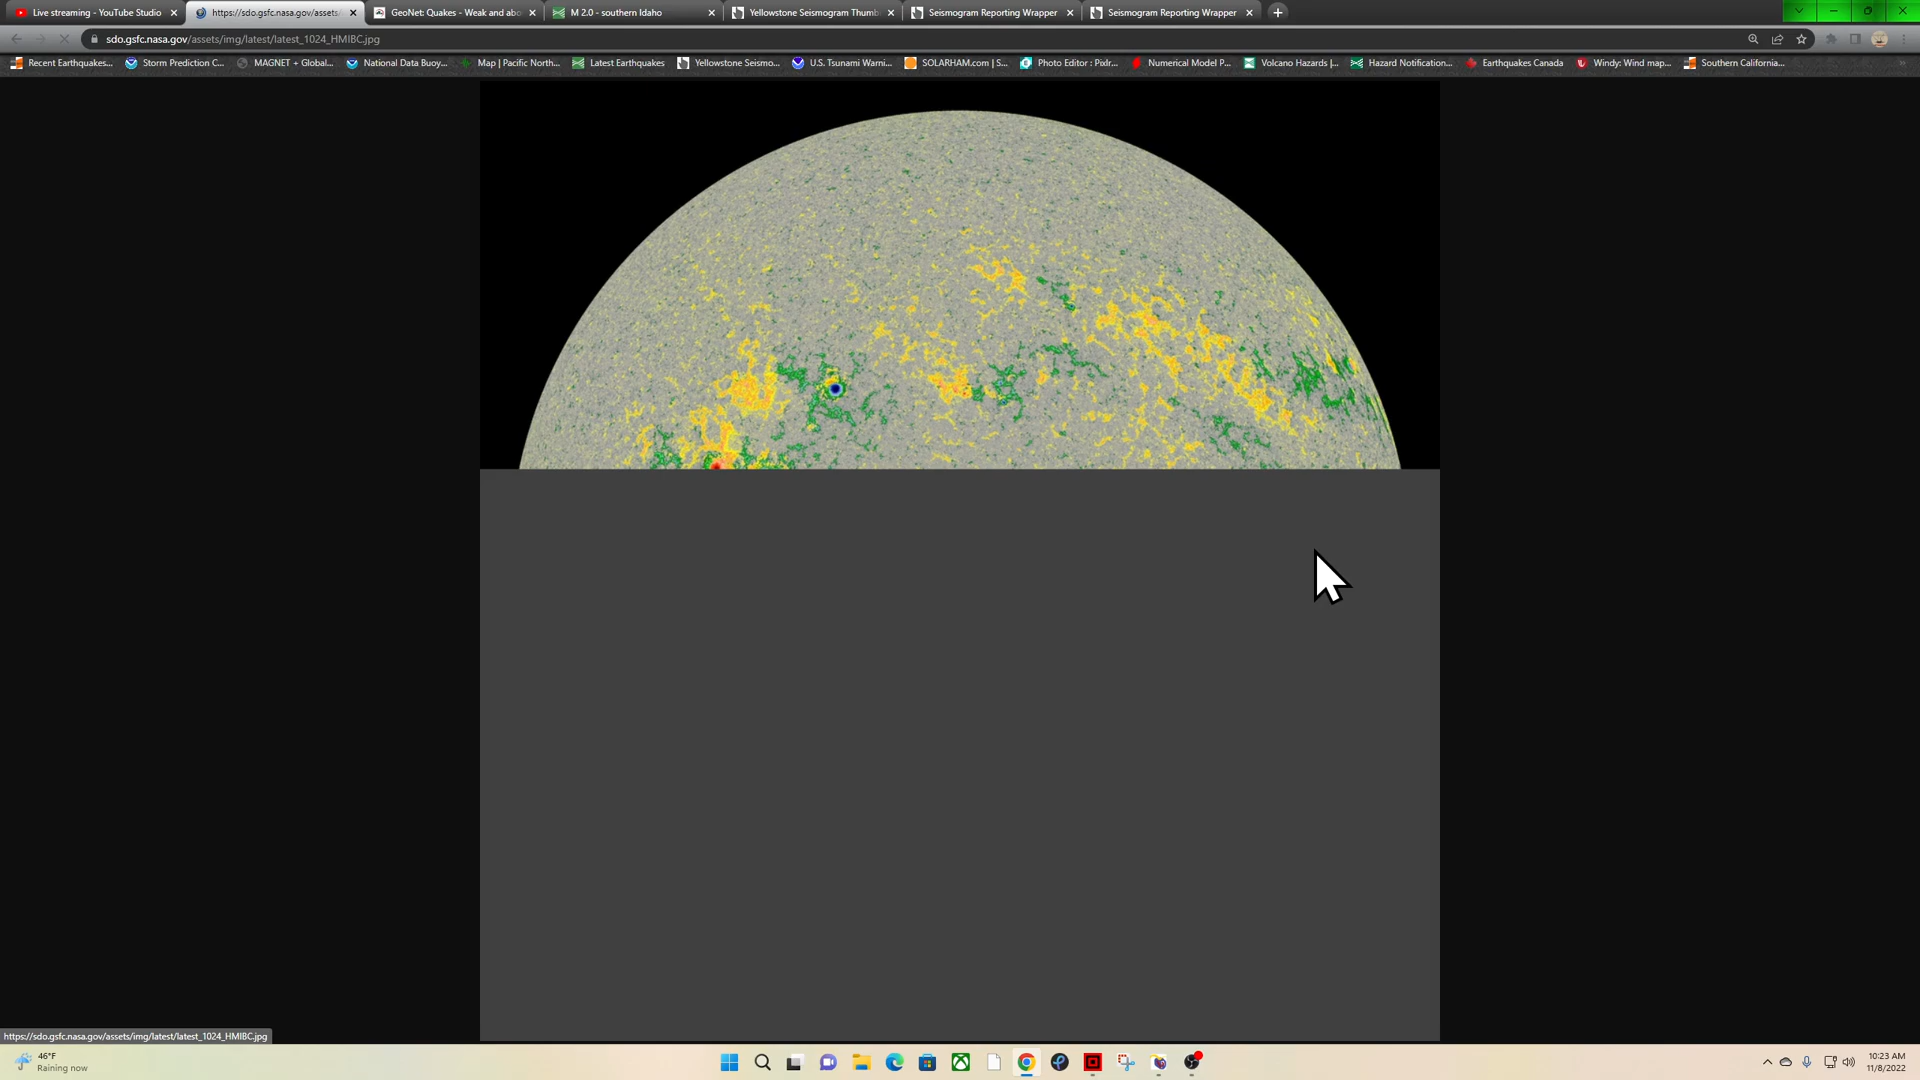 Live streaming - YouTube Studio
https://sdo.gsfc.nasa.gov/assets/
GeoNet: Quakes - Weak and abo
M 2.0 - southern Idaho
Yellowstone Seismogram Thumb
Seismogram Reporting Wrapper
Seismogram Reporting Wrapper
sdo.gsfc.nasa.gov/assets/img/latest/latest_1024_HMIBC.jpg
Recent Earthquakes...
Storm Prediction C...
MAGNET + Global...
National Data Buoy...
Map | Pacific North...
Latest Earthquakes
Yellowstone Seismo...
U.S. Tsunami Warni...
SOLARHAM.com | S...
Photo Editor : Pixlr...
Numerical Model P...
Volcano Hazards |...
Hazard Notification...
Earthquakes Canada
Windy: Wind map...
Southern California...
https://sdo.gsfc.nasa.gov/assets/img/latest/latest_1024_HMIBC.jpg
46°F
Raining now
10:23 AM
11/8/2022